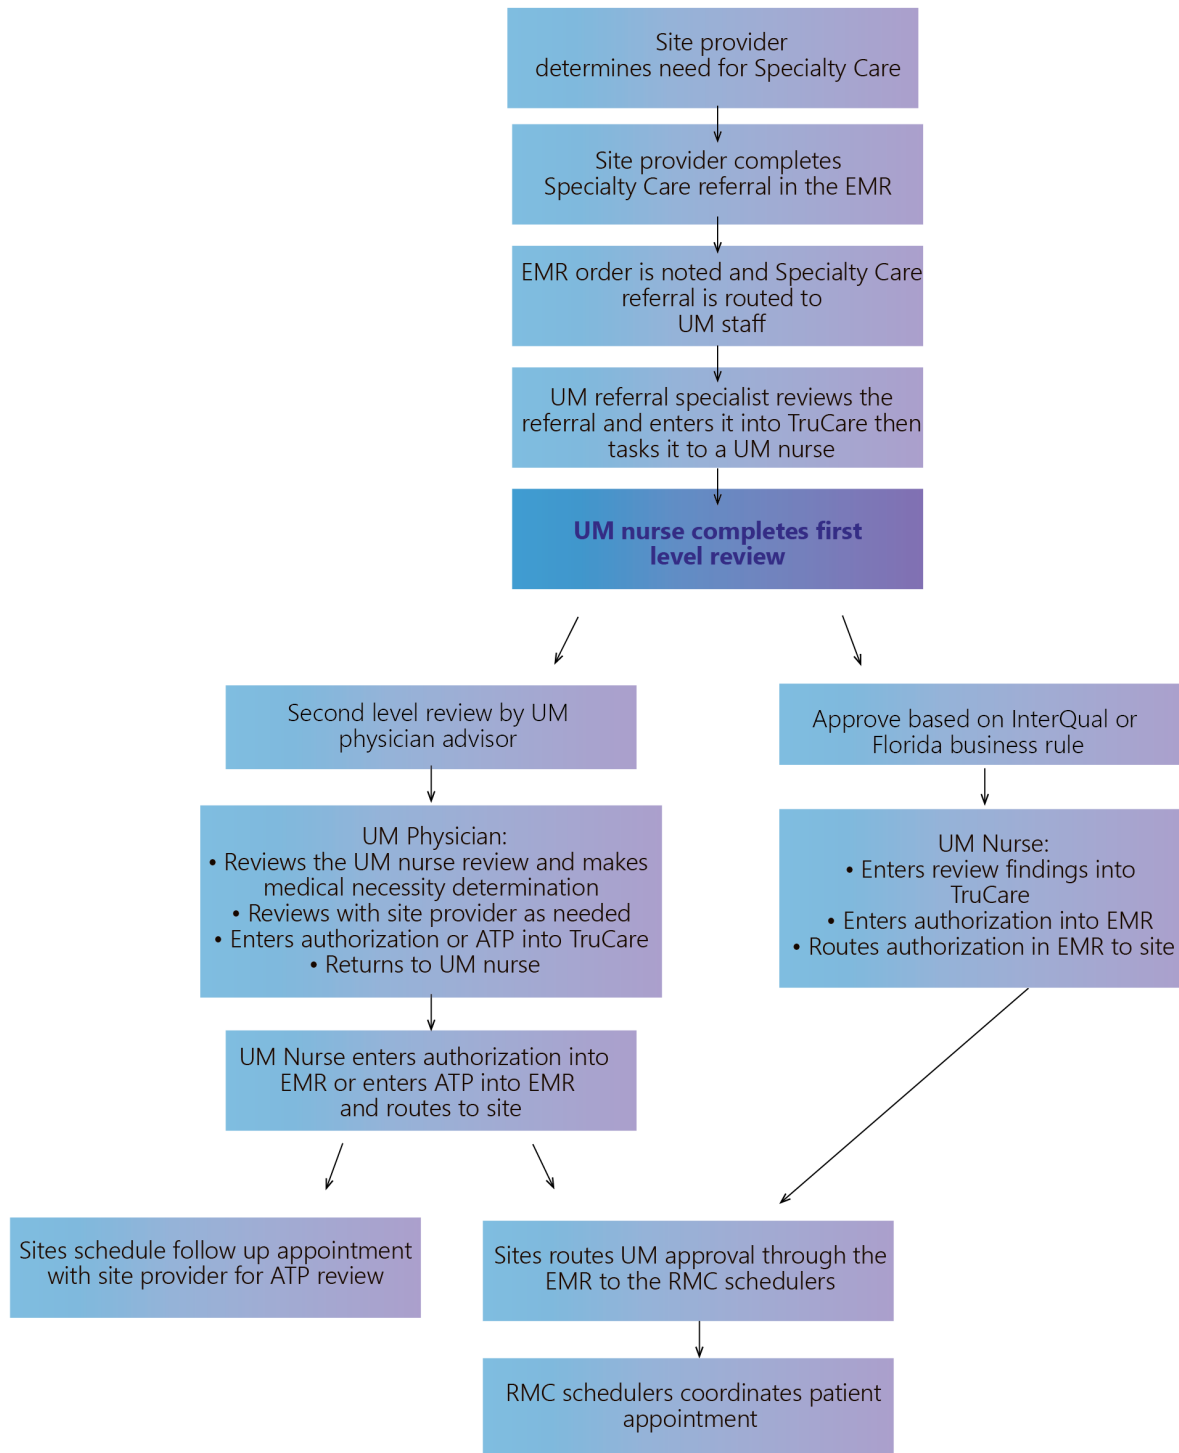 Site provider
determines need for Specialty Care
Site provider completes
Specialty Care referral in the EMR
EMR order is noted and Specialty Care
referral is routed to
UM staff
UM referral specialist reviews the
referral and enters it into TruCare then
tasks it to a UM nurse
UM nurse completes first
level review
Second level review by UM
physician advisor
UM Physician:
• Reviews the UM nurse review and makes
medical necessity determination
• Reviews with site provider as needed
• Enters authorization or ATP into TruCare
• Returns to UM nurse
UM Nurse enters authorization into
EMR or enters ATP into EMR
and routes to site
Approve based on InterQual or
Florida business rule
UM Nurse:
• Enters review findings into
TruCare
• Enters authorization into EMR
• Routes authorization in EMR to site
Sites schedule follow up appointment
with site provider for ATP review
Sites routes UM approval through the
EMR to the RMC schedulers
RMC schedulers coordinates patient
appointment